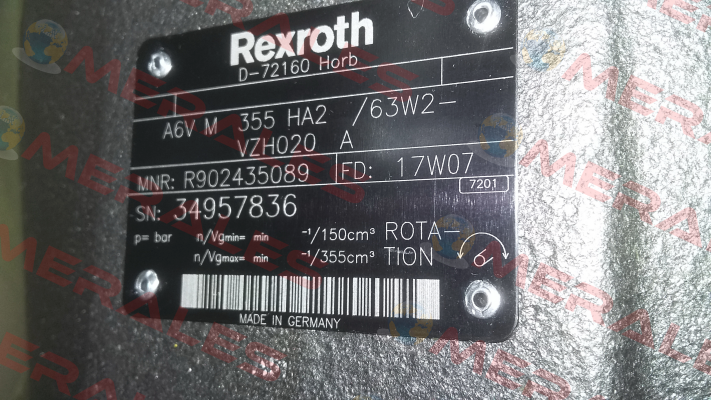 Rexroth
D-72160 Horb
A6V M 355 HA2 /63W2-
VZH020 A
MNR: R902435089 FD: 17W07
7201
SN: 34957836
p= bar n/Vgmin= min -1/150cm³ ROTA-
n/Vgmax= min -1/355cm³ TION
MADE IN GERMANY
MERALES